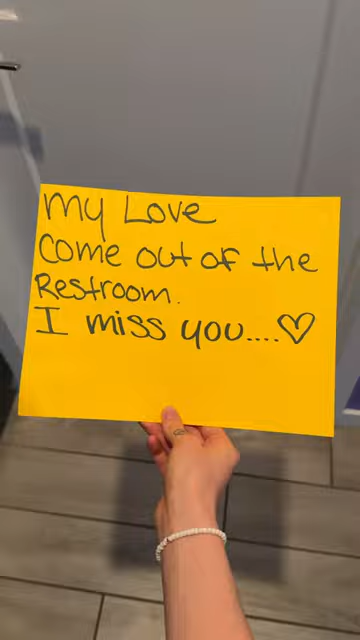 My Love
Come out of the
Restroom.
I miss you....♡